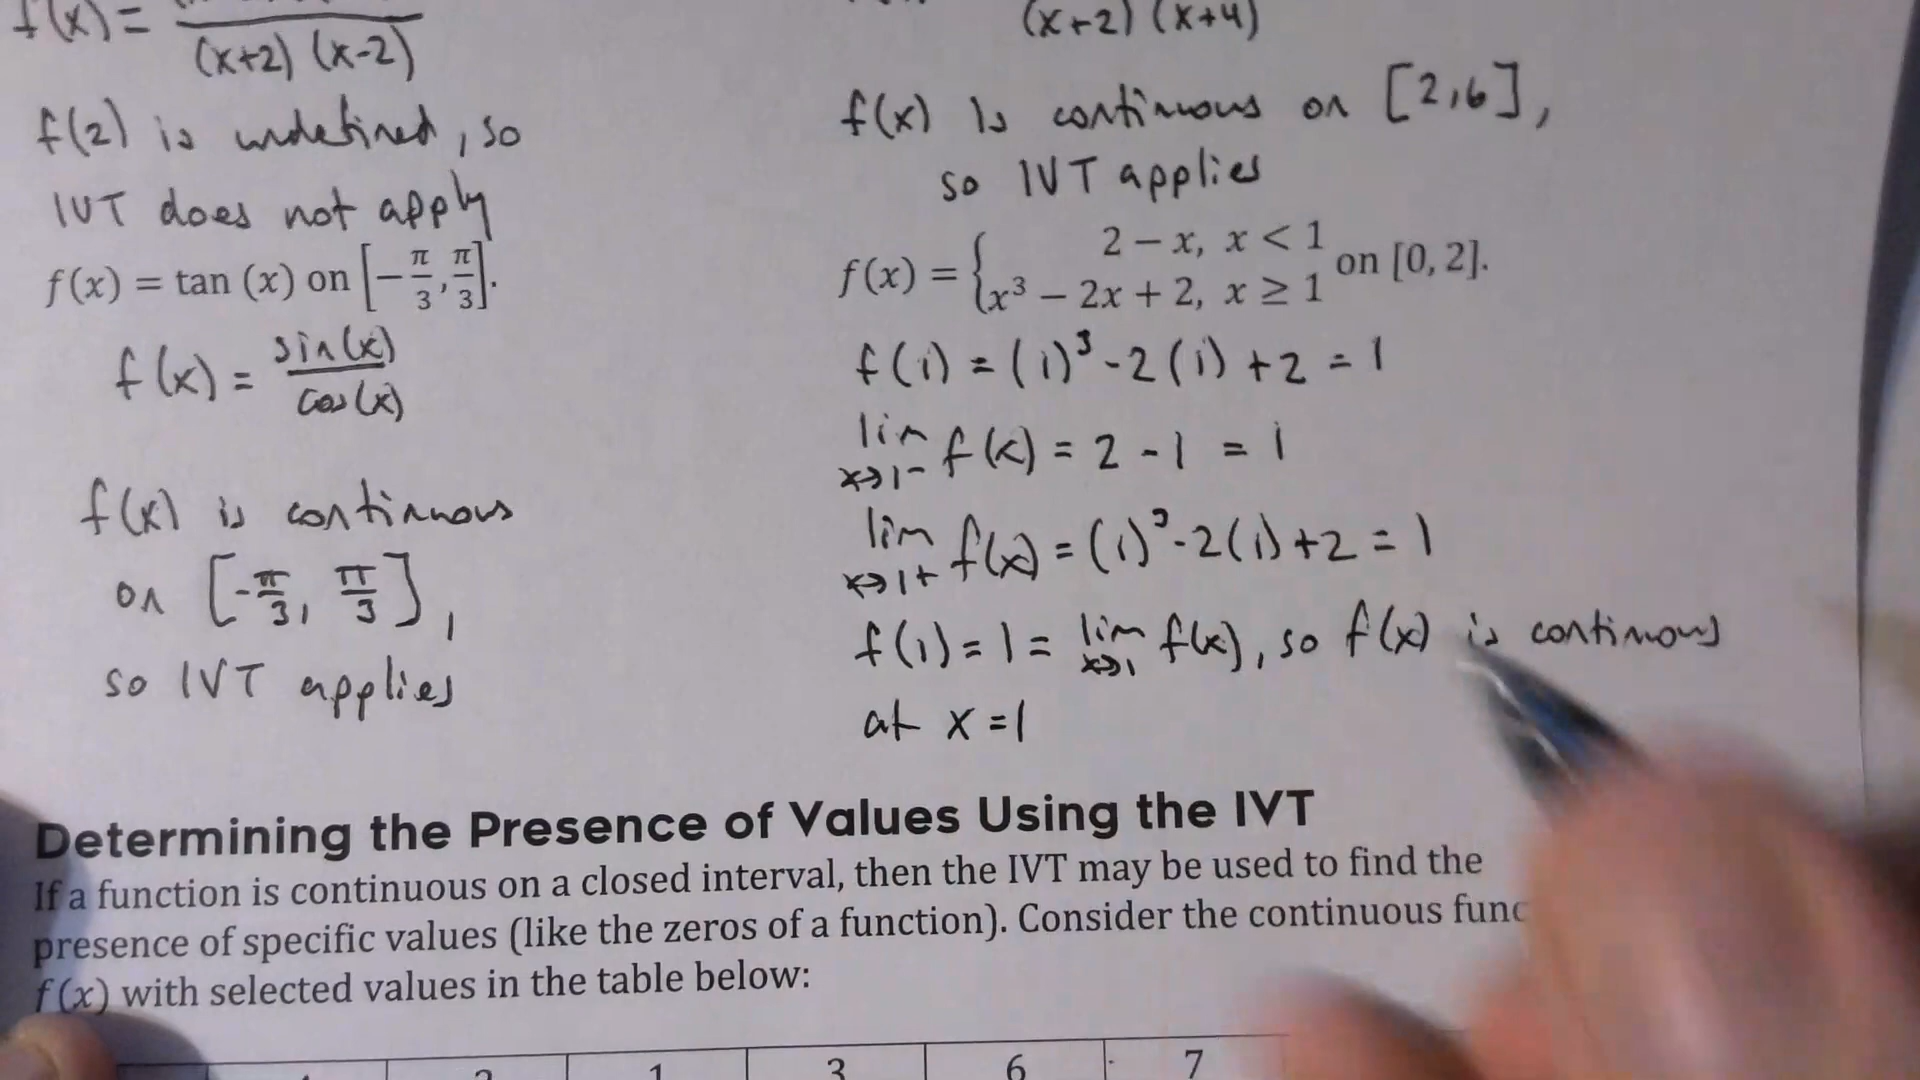 f(x) =
(x+2) (x-2)
f(2) is undefined, so
IVT does not apply
f(x) = tan (x) on [-π/3, π/3].
f(x) = sin(x)/cos(x)
f(x) is continuous
on [-π/3, π/3],
so IVT applies
(x+2) (x+4)
f(x) is continuous on [2,6],
so IVT applies
f(x) = { 2 − x, x < 1
x³ − 2x + 2, x ≥ 1 on [0, 2].
f(1) = (1)³ - 2(1) + 2 = 1
lim x→1⁻ f(x) = 2 - 1 = 1
lim x→1⁺ f(x) = (1)³ - 2(1) + 2 = 1
f(1) = 1 = lim x→1 f(x), so f(x) is continuous
at x = 1
Determining the Presence of Values Using the IVT
If a function is continuous on a closed interval, then the IVT may be used to find the
presence of specific values (like the zeros of a function). Consider the continuous func
f(x) with selected values in the table below:
1 3 6 7